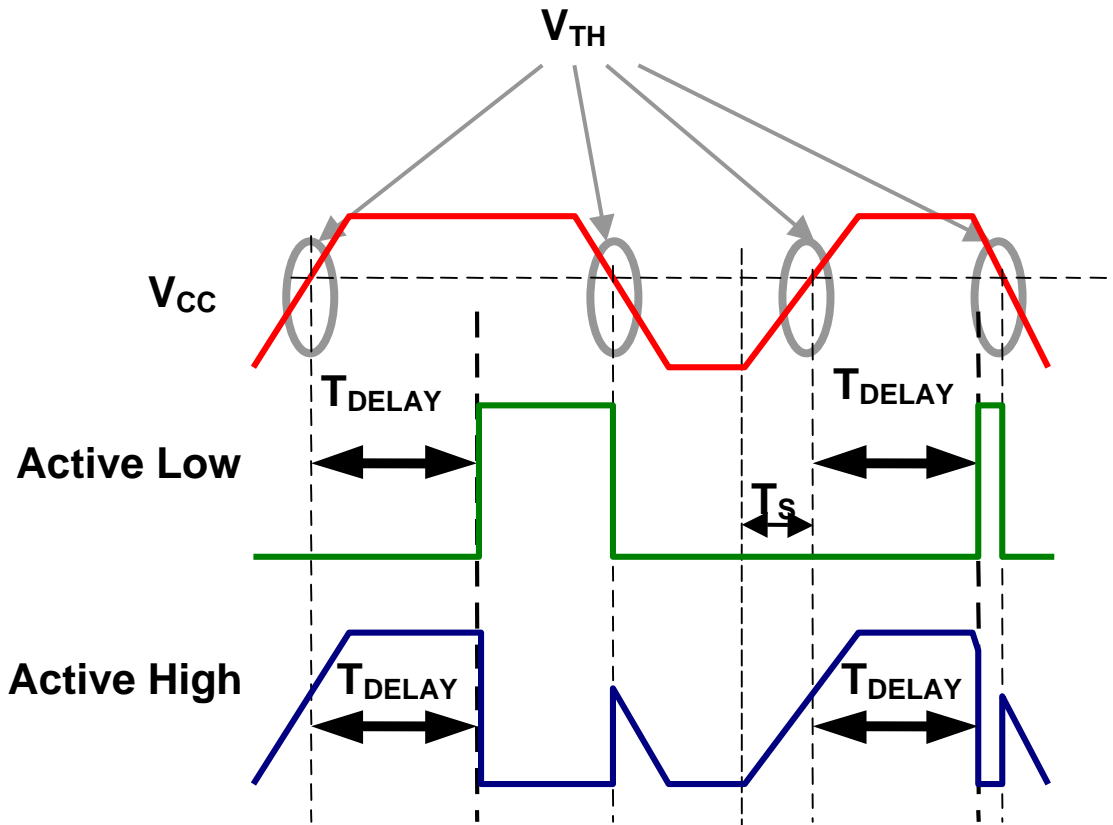 VTH
VCC
TDELAY
TDELAY
Active Low
TS
Active High
TDELAY
TDELAY